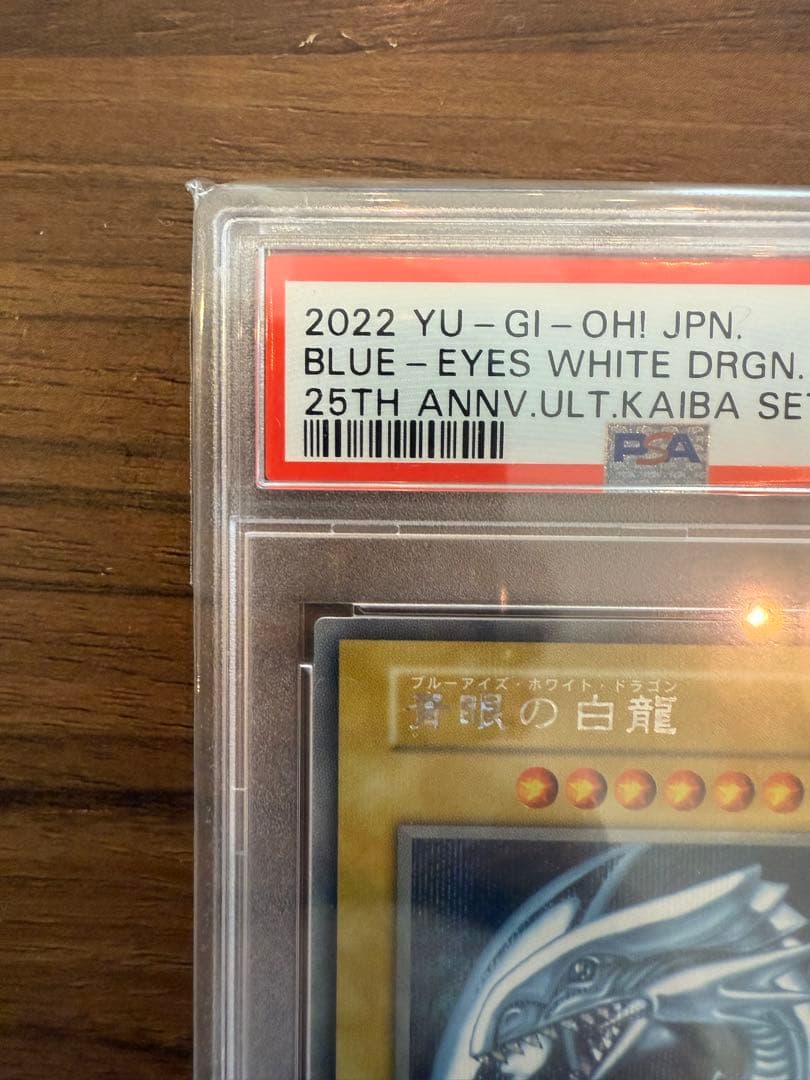 2022 YU-GI-OH! JPN.
BLUE-EYES WHITE DRGN.
25TH ANNV.ULT.KAIBA SET
PSA
ブルーアイズ・ホワイト・ドラゴン
青眼の白龍